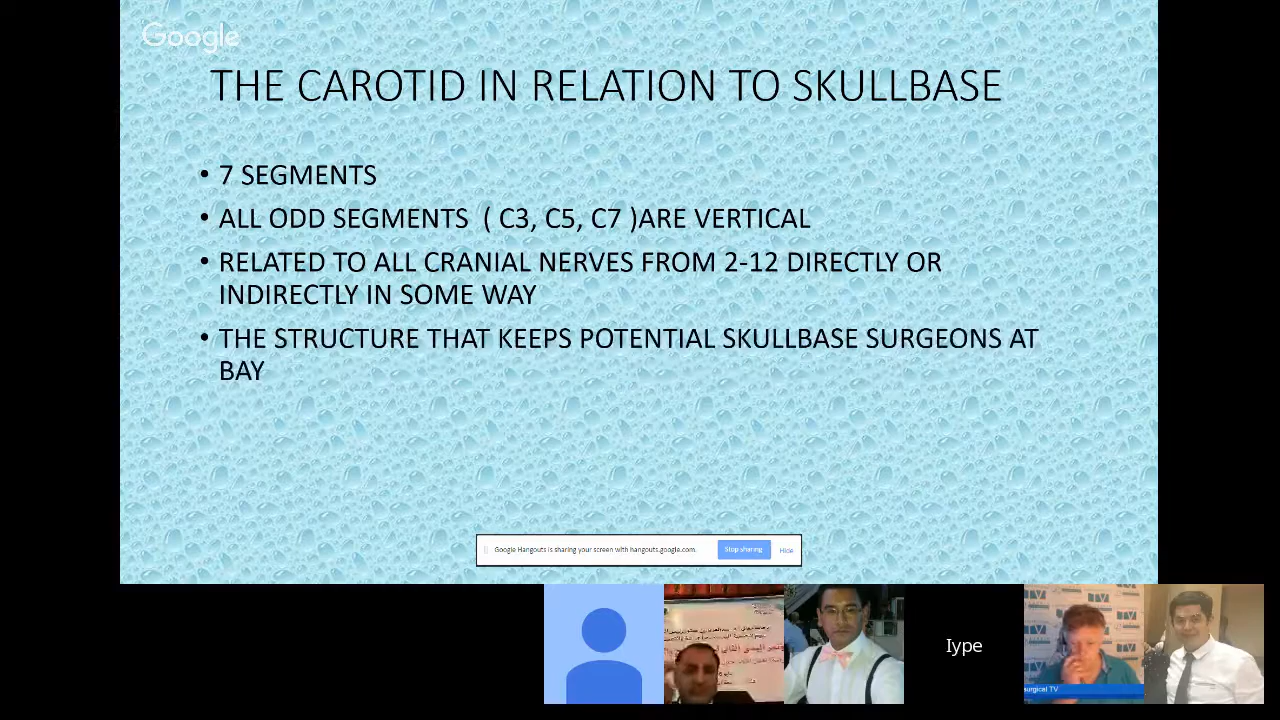 Google
THE CAROTID IN RELATION TO SKULLBASE
• 7 SEGMENTS
• ALL ODD SEGMENTS ( C3, C5, C7 )ARE VERTICAL
• RELATED TO ALL CRANIAL NERVES FROM 2-12 DIRECTLY OR
INDIRECTLY IN SOME WAY
• THE STRUCTURE THAT KEEPS POTENTIAL SKULLBASE SURGEONS AT
BAY
Google Hangouts is sharing your screen with hangouts.google.com. Stop sharing Hide
Iype
surgical TV